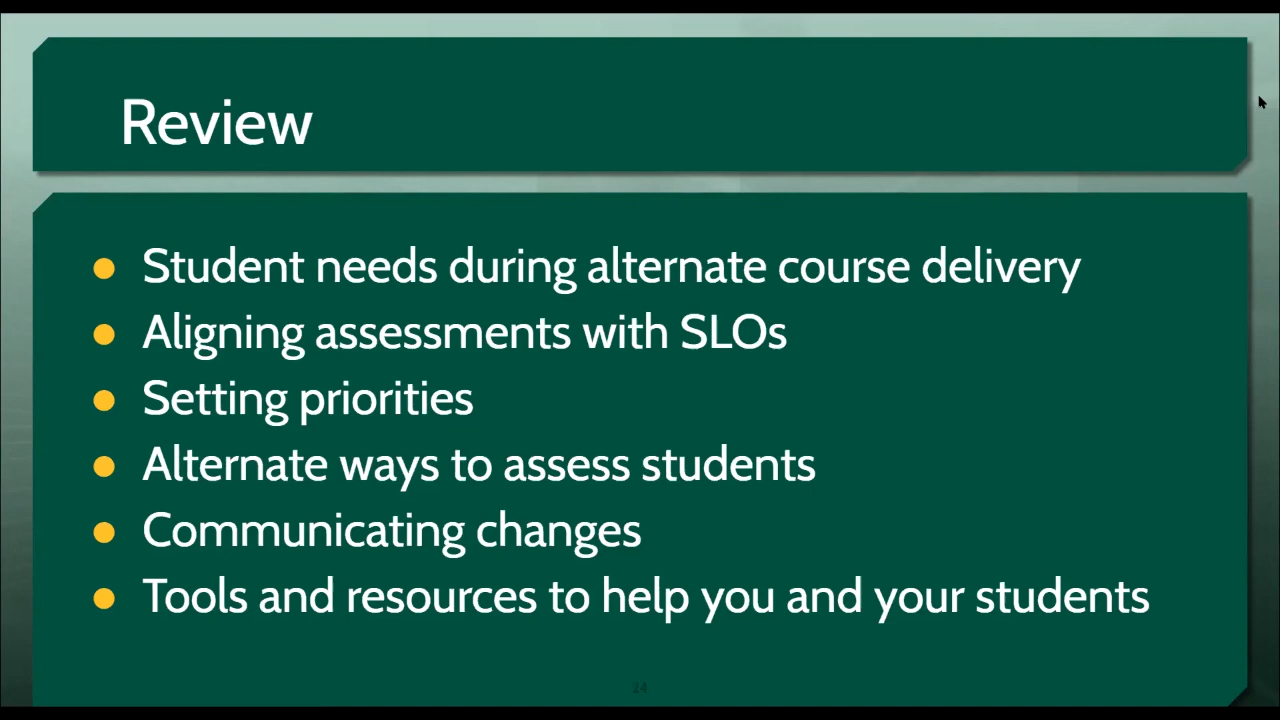 Review
Student needs during alternate course delivery
Aligning assessments with SLOs
Setting priorities
Alternate ways to assess students
Communicating changes
Tools and resources to help you and your students
24